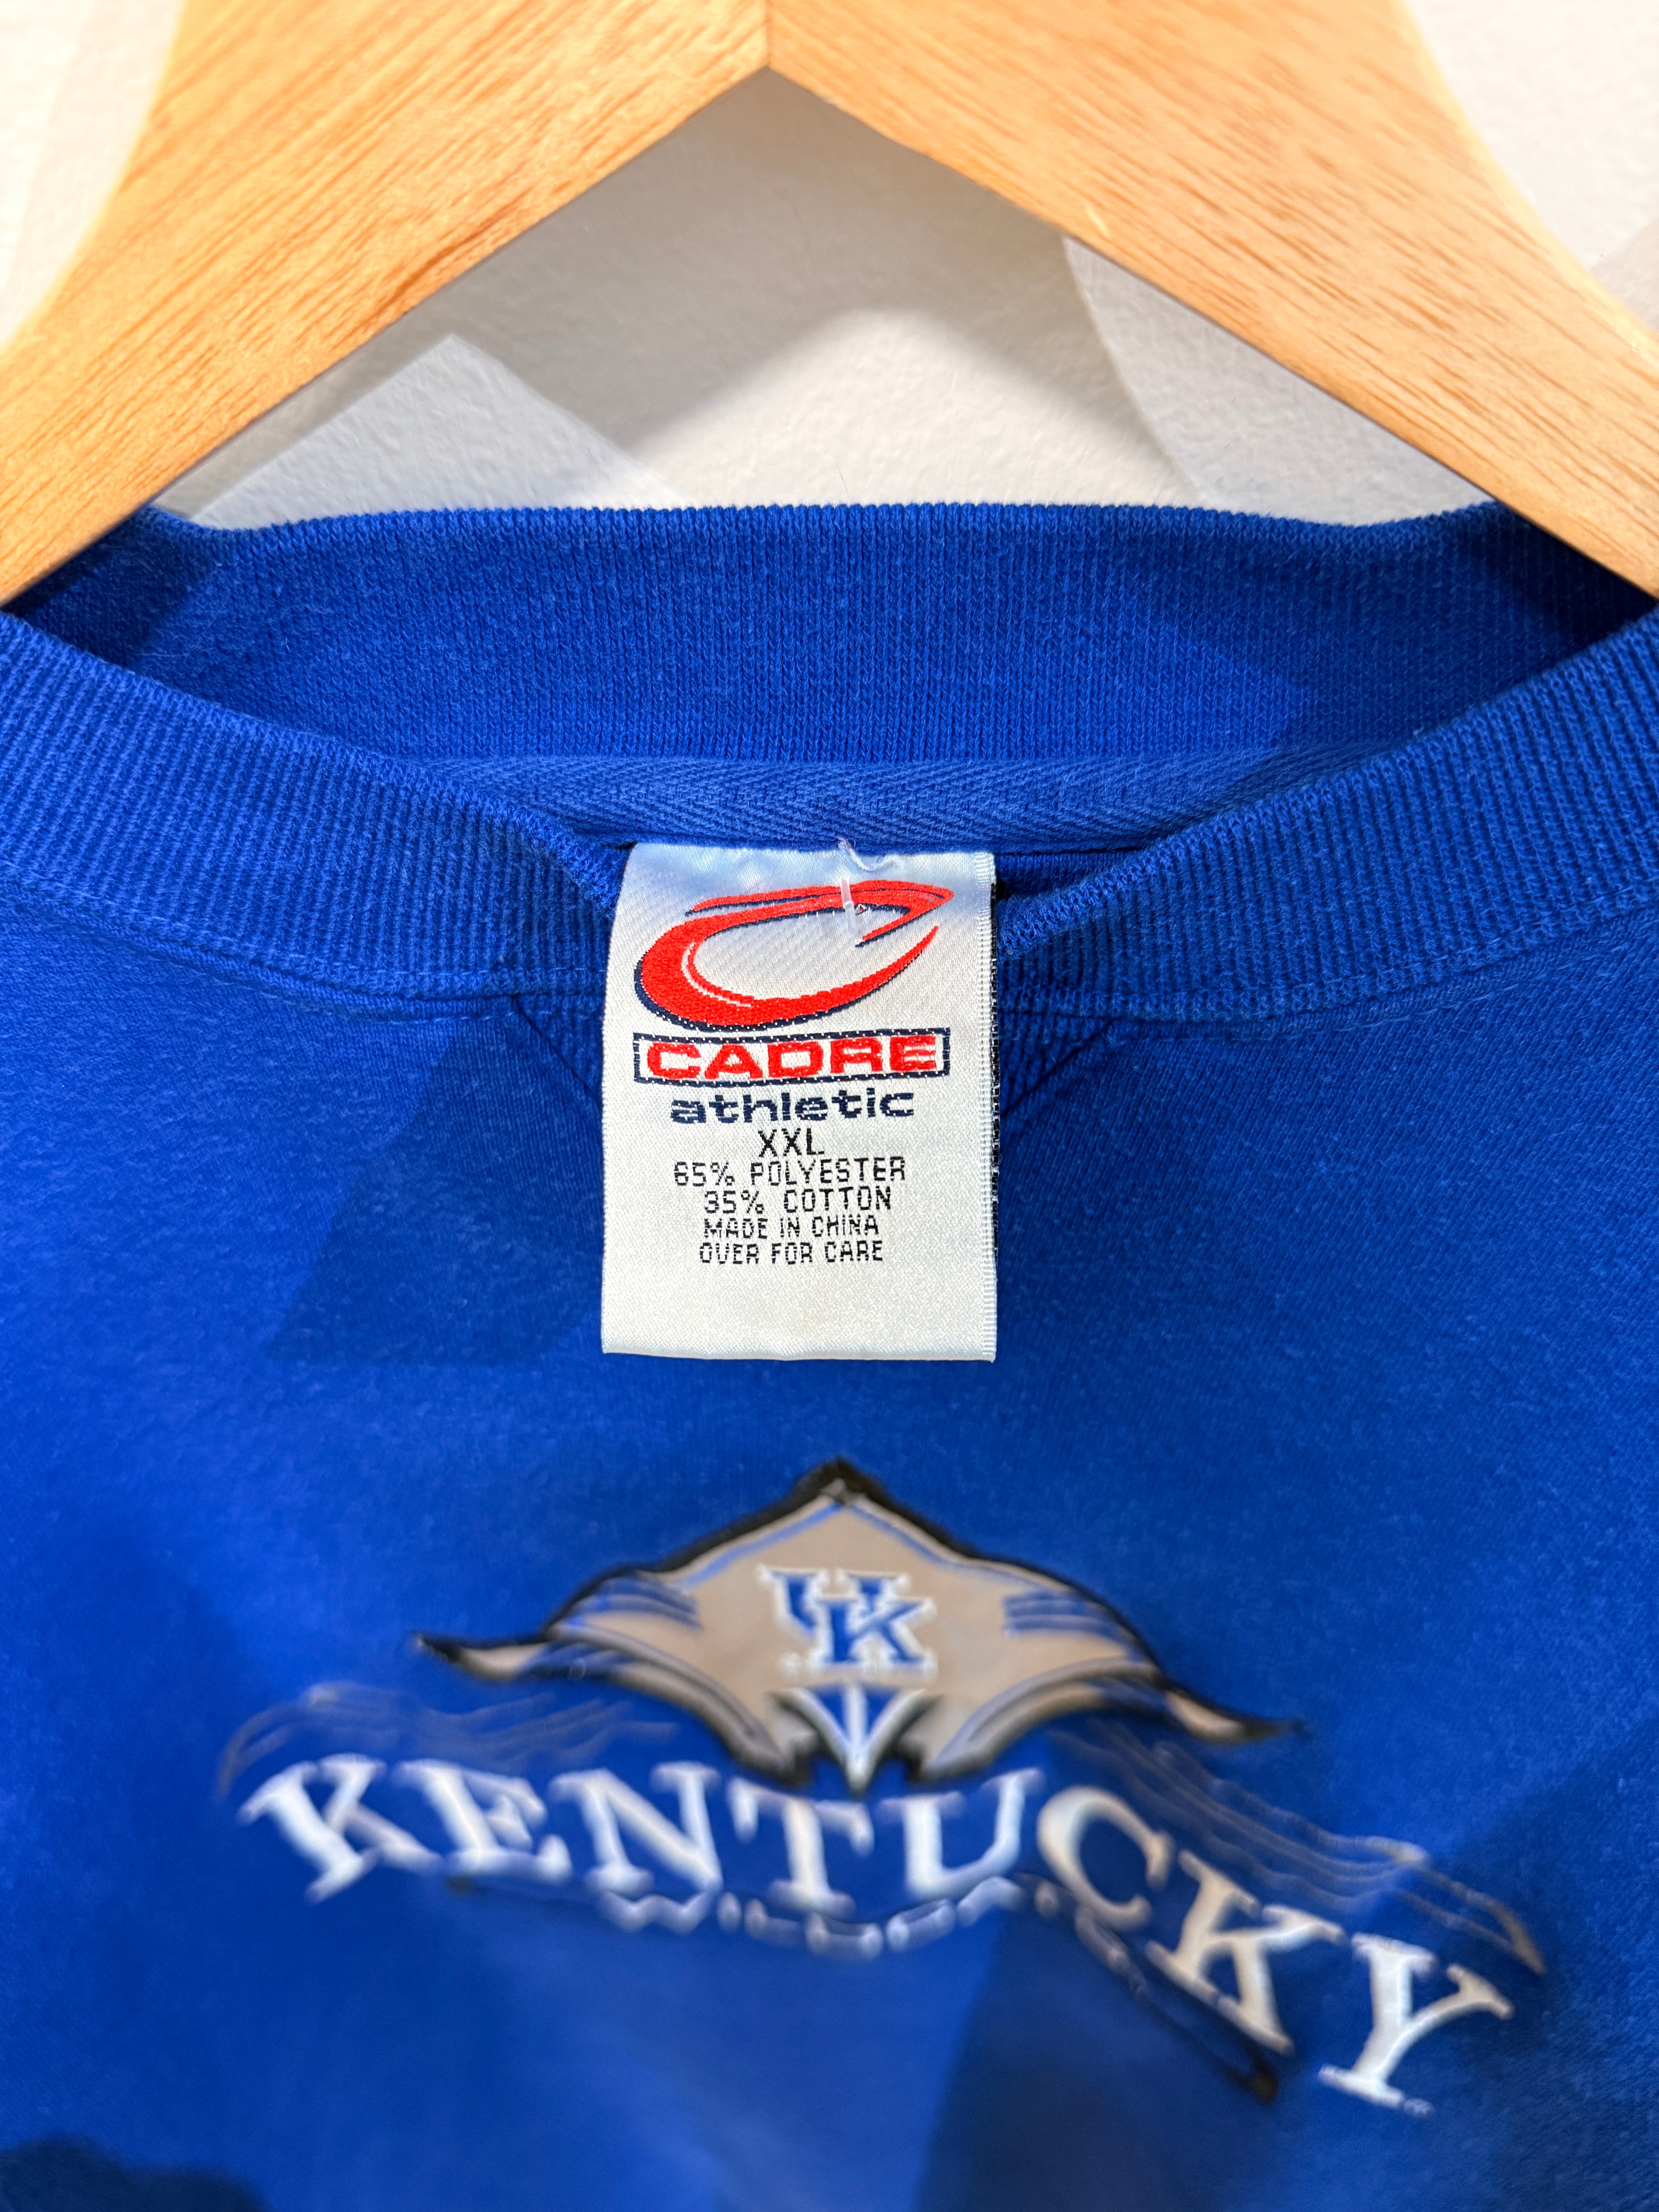 CADRE
athletic
XXL
65% POLYESTER
35% COTTON
MADE IN CHINA
OVER FOR CARE
UK
KENTUCKY